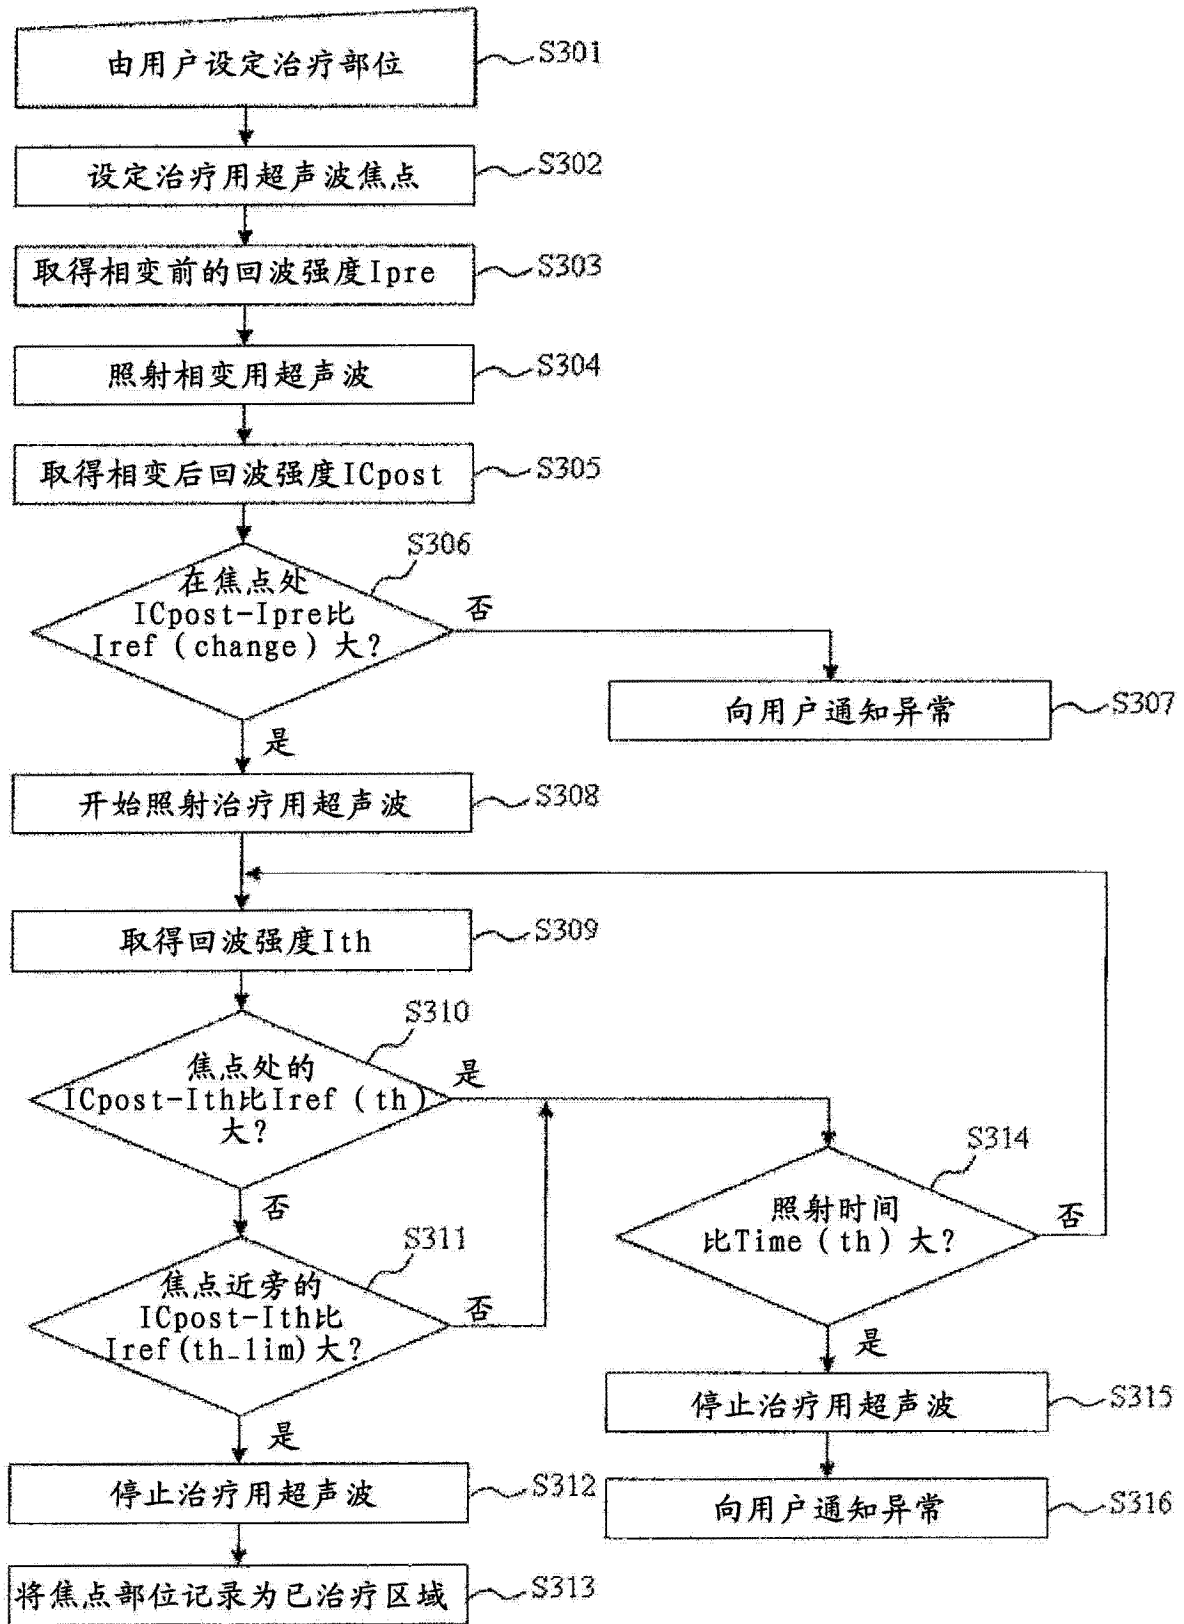 由用户设定治疗部位
S301
设定治疗用超声波焦点
S302
取得相变前的回波强度Ipre
S303
照射相变用超声波
S304
取得相变后回波强度ICpost
S305
S306
在焦点处
ICpost-Ipre比
Iref（change）大？
否
向用户通知异常
S307
是
开始照射治疗用超声波
S308
取得回波强度Ith
S309
S310
焦点处的
ICpost-Ith比Iref（th）
大？
是
否
S314
照射时间
比Time（th）大？
否
S311
焦点近旁的
ICpost-Ith比
Iref(th_lim)大？
否
是
停止治疗用超声波
S315
是
停止治疗用超声波
S312
向用户通知异常
S316
将焦点部位记录为已治疗区域
S313